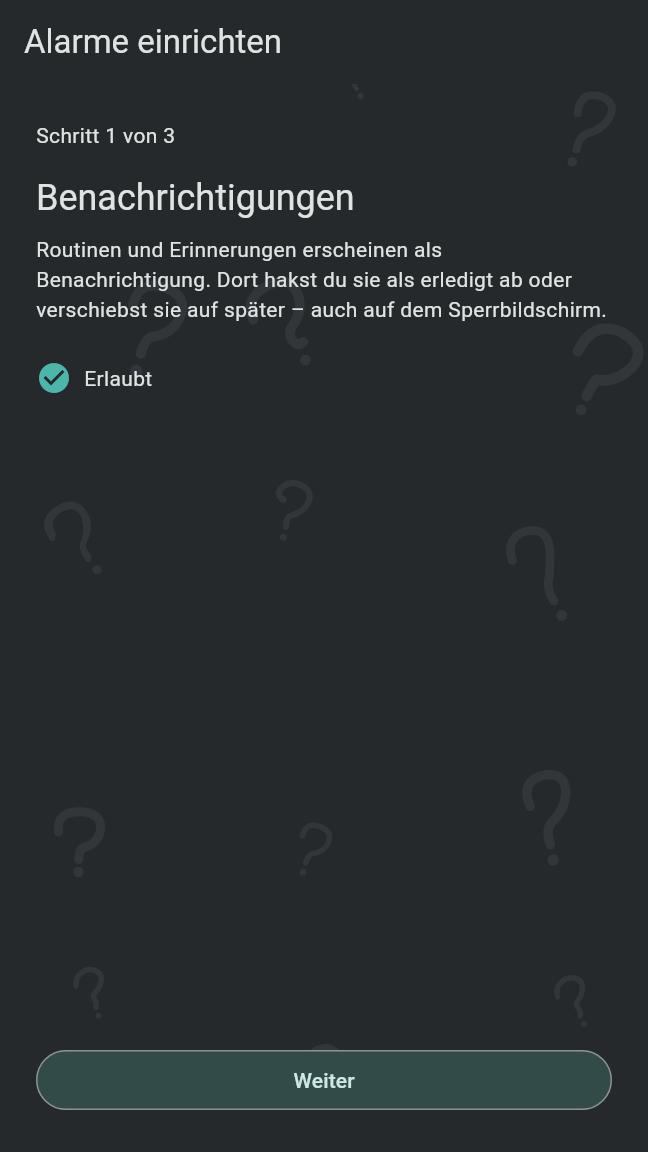 Alarme einrichten
Schritt 1 von 3
Benachrichtigungen
Routinen und Erinnerungen erscheinen als
Benachrichtigung. Dort hakst du sie als erledigt ab oder
verschiebst sie auf später – auch auf dem Sperrbildschirm.
Erlaubt
Weiter